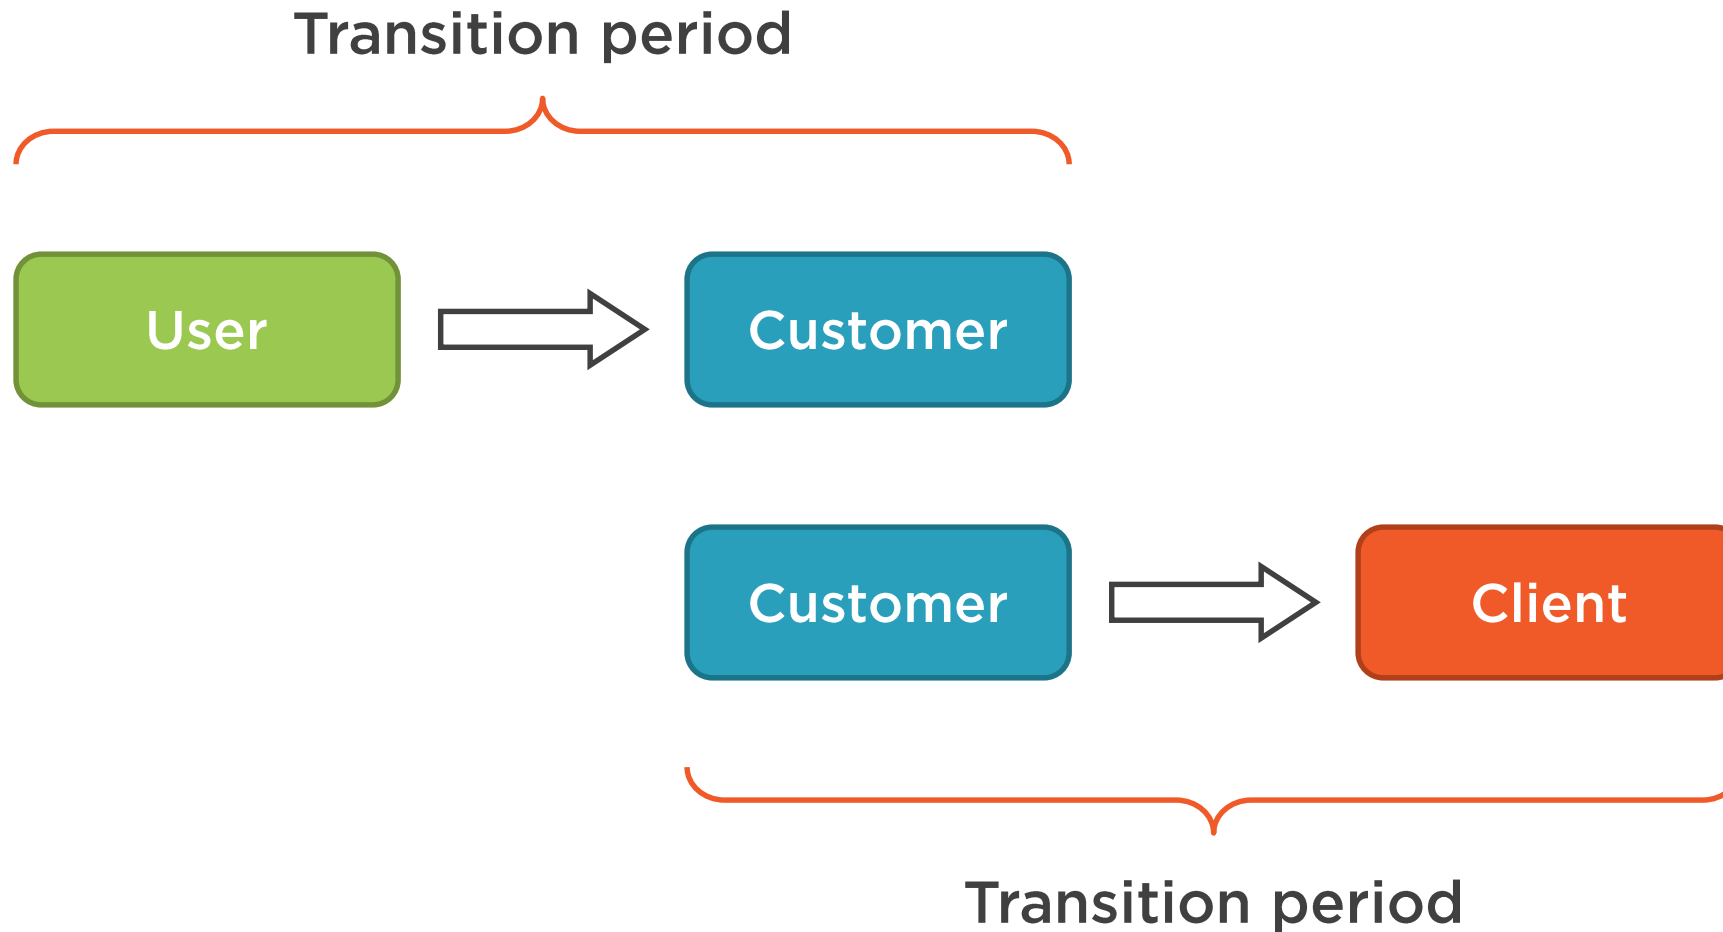 Transition period
User
Customer
Customer
Client
Transition period